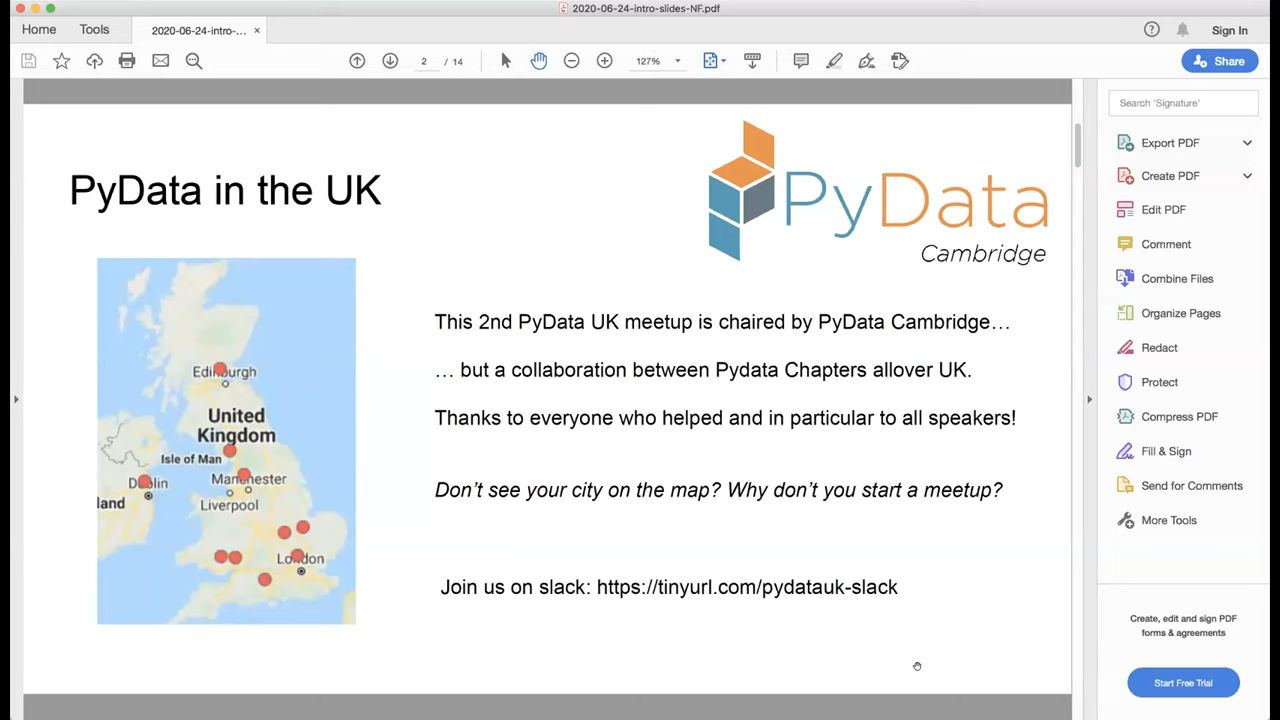 2020-06-24-intro-slides-NF.pdf
Home
Tools
2020-06-24-intro-...
Sign In
2 / 14
127%
Share
PyData in the UK
PyData
Cambridge
Edinburgh
United
Kingdom
Isle of Man
Dublin
Manchester
land
Liverpool
London
This 2nd PyData UK meetup is chaired by PyData Cambridge…
… but a collaboration between Pydata Chapters allover UK.
Thanks to everyone who helped and in particular to all speakers!
Don't see your city on the map? Why don't you start a meetup?
Join us on slack: https://tinyurl.com/pydatauk-slack
Search 'Signature'
Export PDF
Create PDF
Edit PDF
Comment
Combine Files
Organize Pages
Redact
Protect
Compress PDF
Fill & Sign
Send for Comments
More Tools
Create, edit and sign PDF
forms & agreements
Start Free Trial